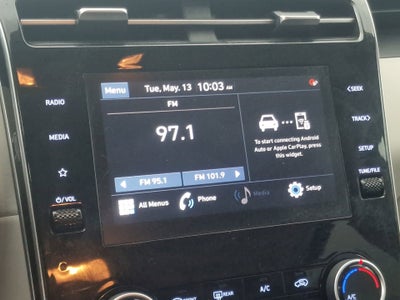 Menu
Tue, May. 13 10:03 AM
FM
97.1
FM 95.1
FM 101.9
To start connecting Android
Auto or Apple CarPlay, press
this widget.
All Menus
Phone
Media
Setup
RADIO
MEDIA
/VOL
<SEEK
TRACK>
SETUP
TUNE/FILE
FRONT
REAR
A/C
A/C